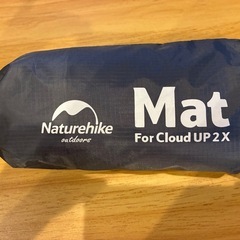 Naturehike
outdoors
Mat
For Cloud UP 2 X